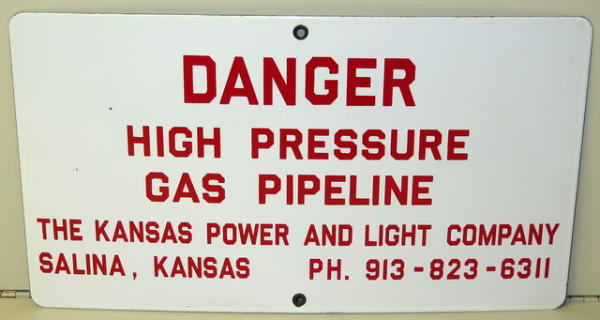 DANGER
HIGH PRESSURE
GAS PIPELINE
THE KANSAS POWER AND LIGHT COMPANY
SALINA, KANSAS PH. 913-823-6311